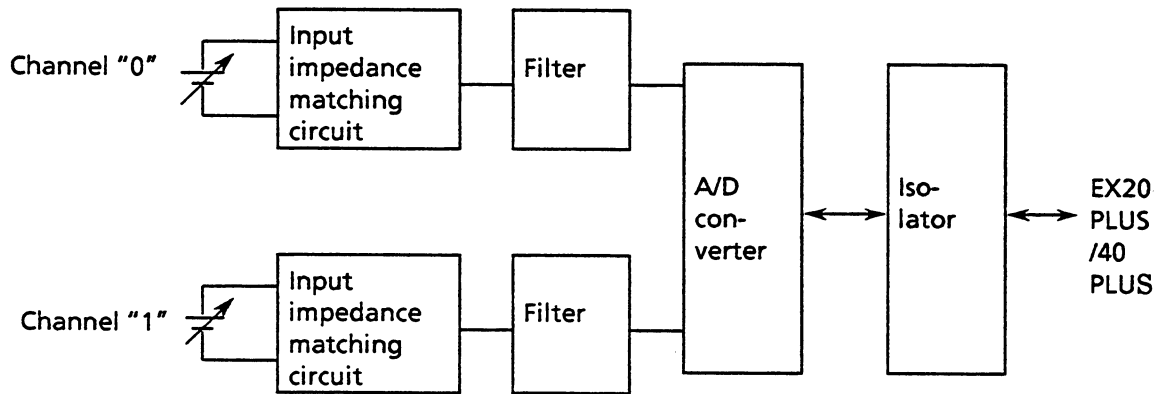 Channel "0"
Input
impedance
matching
circuit
Filter
A/D
con-
verter
Iso-
lator
EX20
PLUS
/40
PLUS
Channel "1"
Input
impedance
matching
circuit
Filter